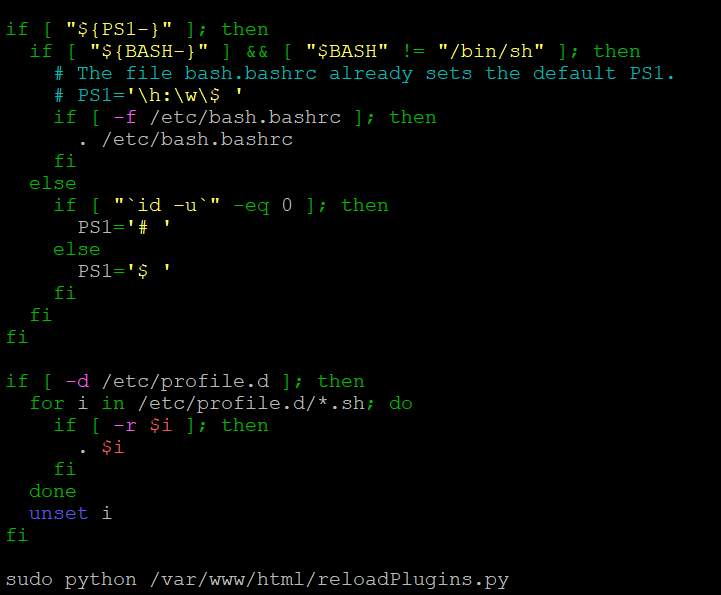 if [ "${PS1-}" ]; then
  if [ "${BASH-}" ] && [ "$BASH" != "/bin/sh" ]; then
    # The file bash.bashrc already sets the default PS1.
    # PS1='\h:\w\$ '
    if [ -f /etc/bash.bashrc ]; then
      . /etc/bash.bashrc
    fi
  else
    if [ "`id -u`" -eq 0 ]; then
      PS1='# '
    else
      PS1='$ '
    fi
  fi
fi

if [ -d /etc/profile.d ]; then
  for i in /etc/profile.d/*.sh; do
    if [ -r $i ]; then
      . $i
    fi
  done
  unset i
fi

sudo python /var/www/html/reloadPlugins.py